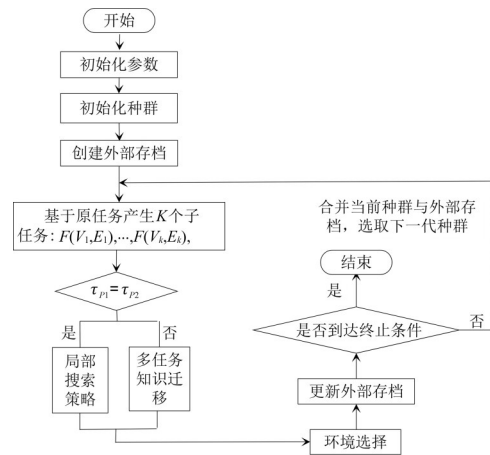 开始
初始化参数
初始化种群
创建外部存档
基于原任务产生K个子
任务:F(V₁,E₁),⋯,F(Vₖ,Eₖ),
τ_P1=τ_P2
是
否
局部
搜索
策略
多任务
知识迁
移
合并当前种群与外部存
档，选取下一代种群
结束
是
否
是否到达终止条件
更新外部存档
环境选择